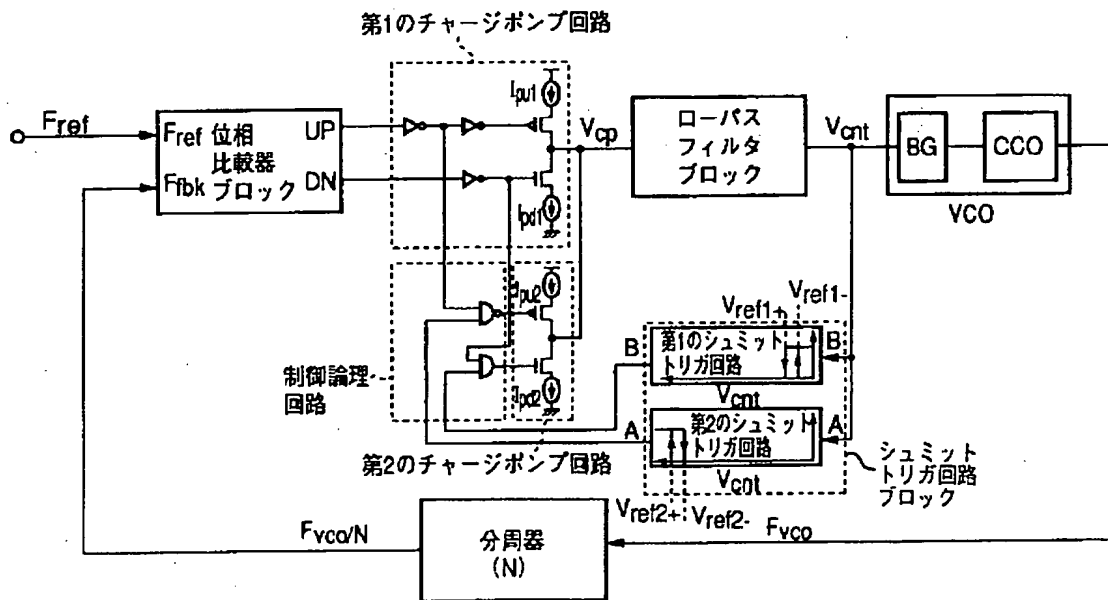 第1のチャージポンプ回路
Fref
Fref 位相
比較器
Ffbk ブロック
UP
DN
Ipu1
Ipd1
Vcp
ローパス
フィルタ
ブロック
Vcnt
BG
CCO
VCO
Ipu2
Ipd2
制御論理
回路
第2のチャージポンプ回路
Vref1-
Vref1+
B
第1のシュミット
トリガ回路
B
Vcnt
A
第2のシュミット
トリガ回路
A
Vcnt
シュミット
トリガ回路
ブロック
Vref2+
Vref2-
Fvco/N
分周器
(N)
Fvco